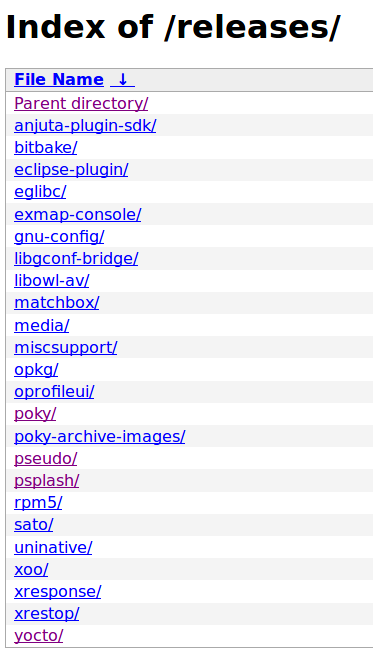 Index of /releases/
File Name ↓
Parent directory/
anjuta-plugin-sdk/
bitbake/
eclipse-plugin/
eglibc/
exmap-console/
gnu-config/
libgconf-bridge/
libowl-av/
matchbox/
media/
miscsupport/
opkg/
oprofileui/
poky/
poky-archive-images/
pseudo/
psplash/
rpm5/
sato/
uninative/
xoo/
xresponse/
xrestop/
yocto/